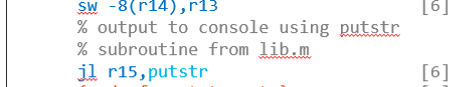 sw -8(r14),r13 [6]
% output to console using putstr
% subroutine from lib.m
jl r15,putstr [6]